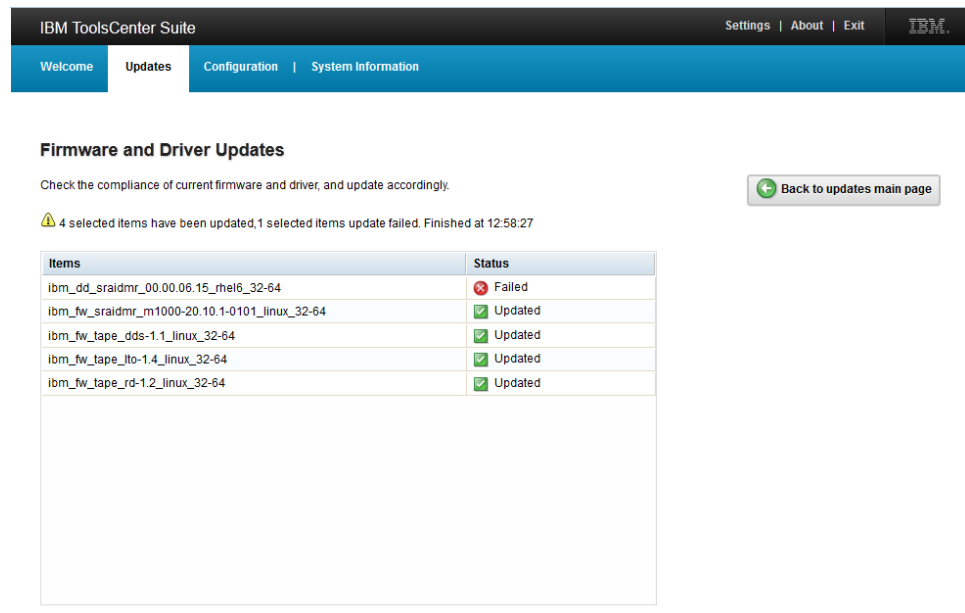 IBM ToolsCenter Suite
Settings | About | Exit
IBM.
Welcome
Updates
Configuration | System Information
Firmware and Driver Updates
Check the compliance of current firmware and driver, and update accordingly.
Back to updates main page
4 selected items have been updated,1 selected items update failed. Finished at 12:58:27
Items Status
ibm_dd_sraidmr_00.00.06.15_rhel6_32-64 Failed
ibm_fw_sraidmr_m1000-20.10.1-0101_linux_32-64 Updated
ibm_fw_tape_dds-1.1_linux_32-64 Updated
ibm_fw_tape_lto-1.4_linux_32-64 Updated
ibm_fw_tape_rd-1.2_linux_32-64 Updated